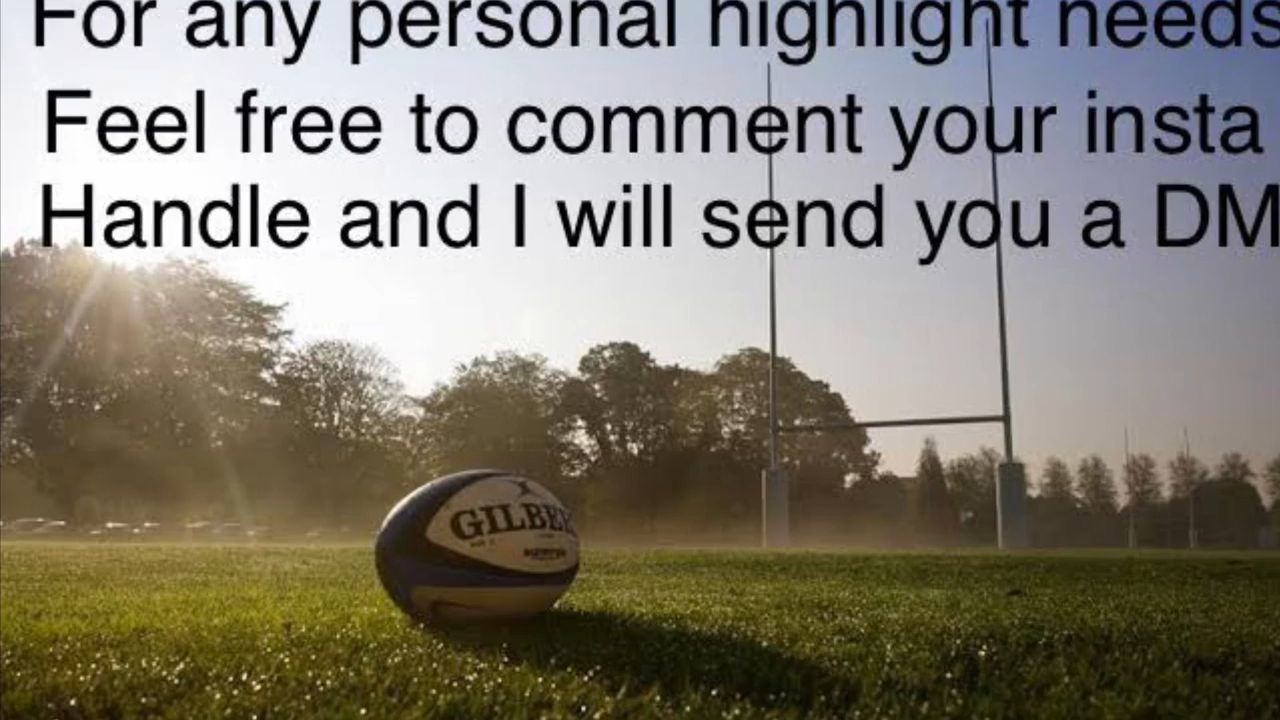 For any personal highlight needs
Feel free to comment your insta
Handle and I will send you a DM
GILBERT